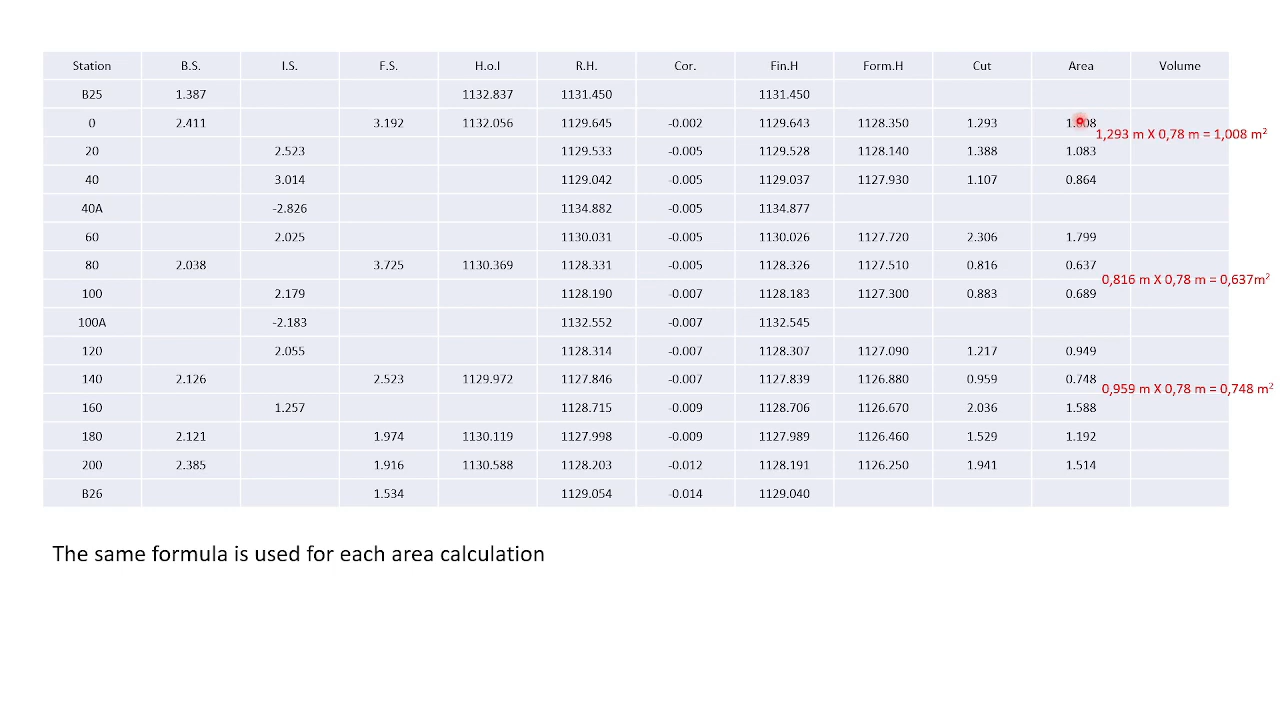 Station B.S. I.S. F.S. H.o.I R.H. Cor. Fin.H Form.H Cut Area Volume
B25 1.387 1132.837 1131.450 1131.450
0 2.411 3.192 1132.056 1129.645 -0.002 1129.643 1128.350 1.293 1.008
1,293 m X 0,78 m = 1,008 m²
20 2.523 1129.533 -0.005 1129.528 1128.140 1.388 1.083
40 3.014 1129.042 -0.005 1129.037 1127.930 1.107 0.864
40A -2.826 1134.882 -0.005 1134.877
60 2.025 1130.031 -0.005 1130.026 1127.720 2.306 1.799
80 2.038 3.725 1130.369 1128.331 -0.005 1128.326 1127.510 0.816 0.637
0,816 m X 0,78 m = 0,637m²
100 2.179 1128.190 -0.007 1128.183 1127.300 0.883 0.689
100A -2.183 1132.552 -0.007 1132.545
120 2.055 1128.314 -0.007 1128.307 1127.090 1.217 0.949
140 2.126 2.523 1129.972 1127.846 -0.007 1127.839 1126.880 0.959 0.748
0,959 m X 0,78 m = 0,748 m²
160 1.257 1128.715 -0.009 1128.706 1126.670 2.036 1.588
180 2.121 1.974 1130.119 1127.998 -0.009 1127.989 1126.460 1.529 1.192
200 2.385 1.916 1130.588 1128.203 -0.012 1128.191 1126.250 1.941 1.514
B26 1.534 1129.054 -0.014 1129.040
The same formula is used for each area calculation